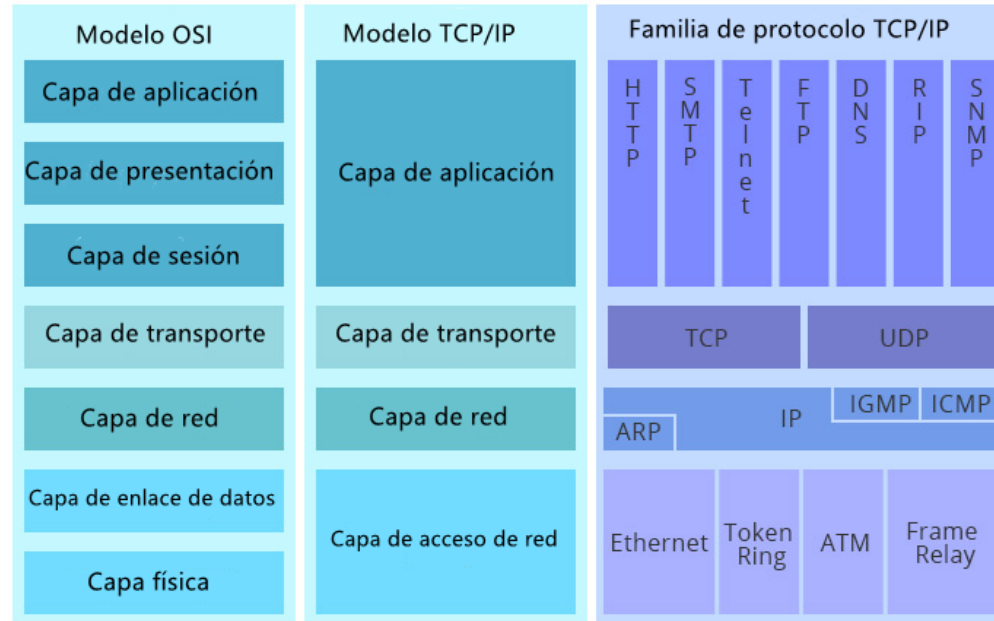 Modelo OSI
Capa de aplicación
Capa de presentación
Capa de sesión
Capa de transporte
Capa de red
Capa de enlace de datos
Capa física
Modelo TCP/IP
Capa de aplicación
Capa de transporte
Capa de red
Capa de acceso de red
Familia de protocolo TCP/IP
HTTP
SMTP
Telnet
FTP
DNS
RIP
SNMP
TCP
UDP
ARP
IP
IGMP
ICMP
Ethernet
Token
Ring
ATM
Frame
Relay